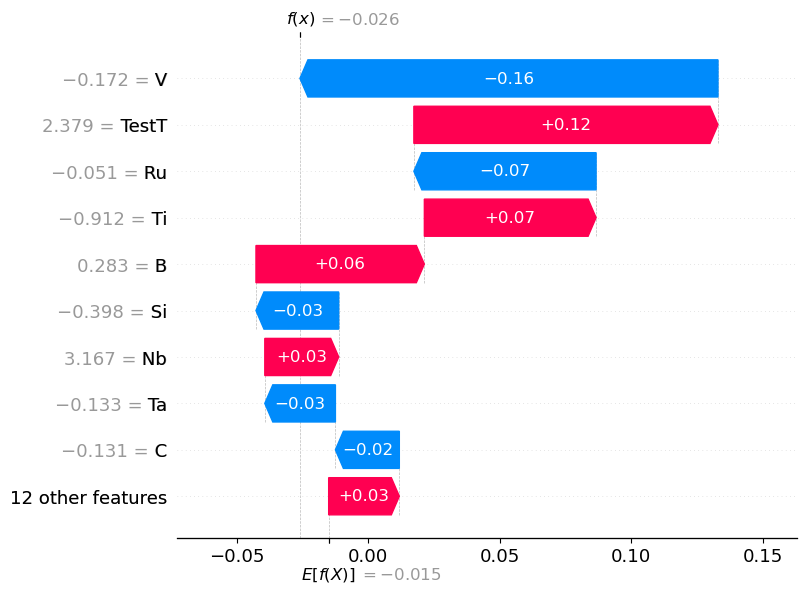 f(x) = −0.026
−0.172 = V
−0.16
2.379 = TestT
+0.12
−0.051 = Ru
−0.07
−0.912 = Ti
+0.07
0.283 = B
+0.06
−0.398 = Si
−0.03
3.167 = Nb
+0.03
−0.133 = Ta
−0.03
−0.131 = C
−0.02
12 other features
+0.03
−0.05 0.00 0.05 0.10 0.15
E[f(X)] = −0.015